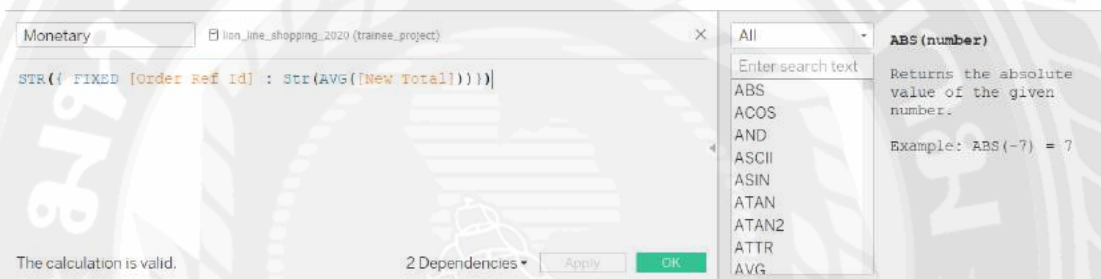 Monetary
lion_line_shopping_2020 (trainee_project)
STR({ FIXED [Order Ref Id] : Str(AVG([New Total]))})
The calculation is valid.
2 Dependencies
Apply
OK
All
Enter search text
ABS
ACOS
AND
ASCII
ASIN
ATAN
ATAN2
ATTR
AVG
ABS(number)
Returns the absolute
value of the given
number.
Example: ABS(-7) = 7